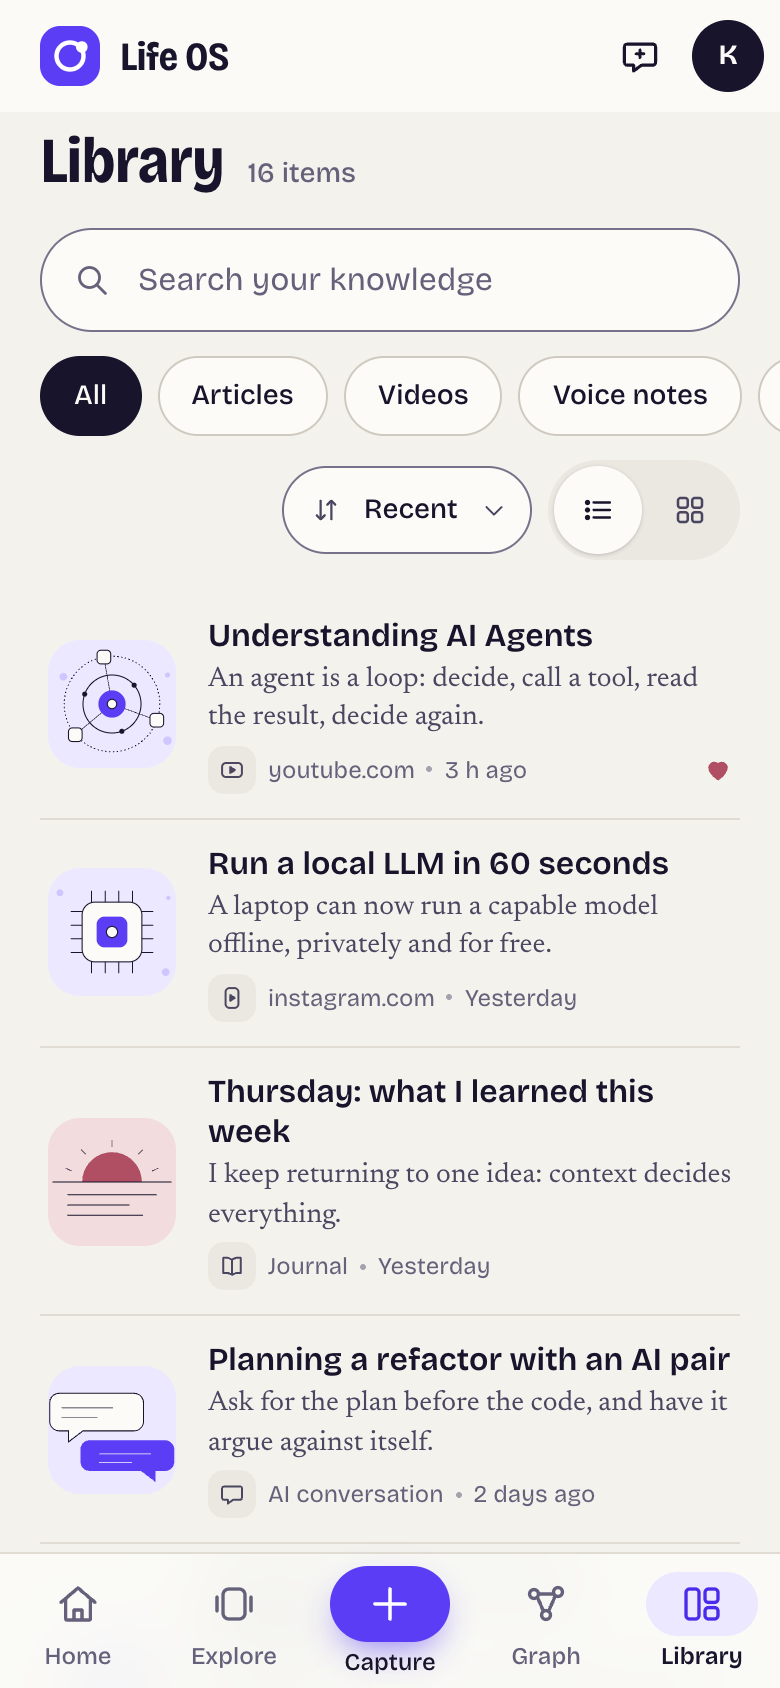 Life OS
K
Library 16 items
Search your knowledge
All Articles Videos Voice notes
Recent
Understanding AI Agents
An agent is a loop: decide, call a tool, read
the result, decide again.
youtube.com • 3 h ago
Run a local LLM in 60 seconds
A laptop can now run a capable model
offline, privately and for free.
instagram.com • Yesterday
Thursday: what I learned this
week
I keep returning to one idea: context decides
everything.
Journal • Yesterday
Planning a refactor with an AI pair
Ask for the plan before the code, and have it
argue against itself.
AI conversation • 2 days ago
Home Explore Capture Graph Library